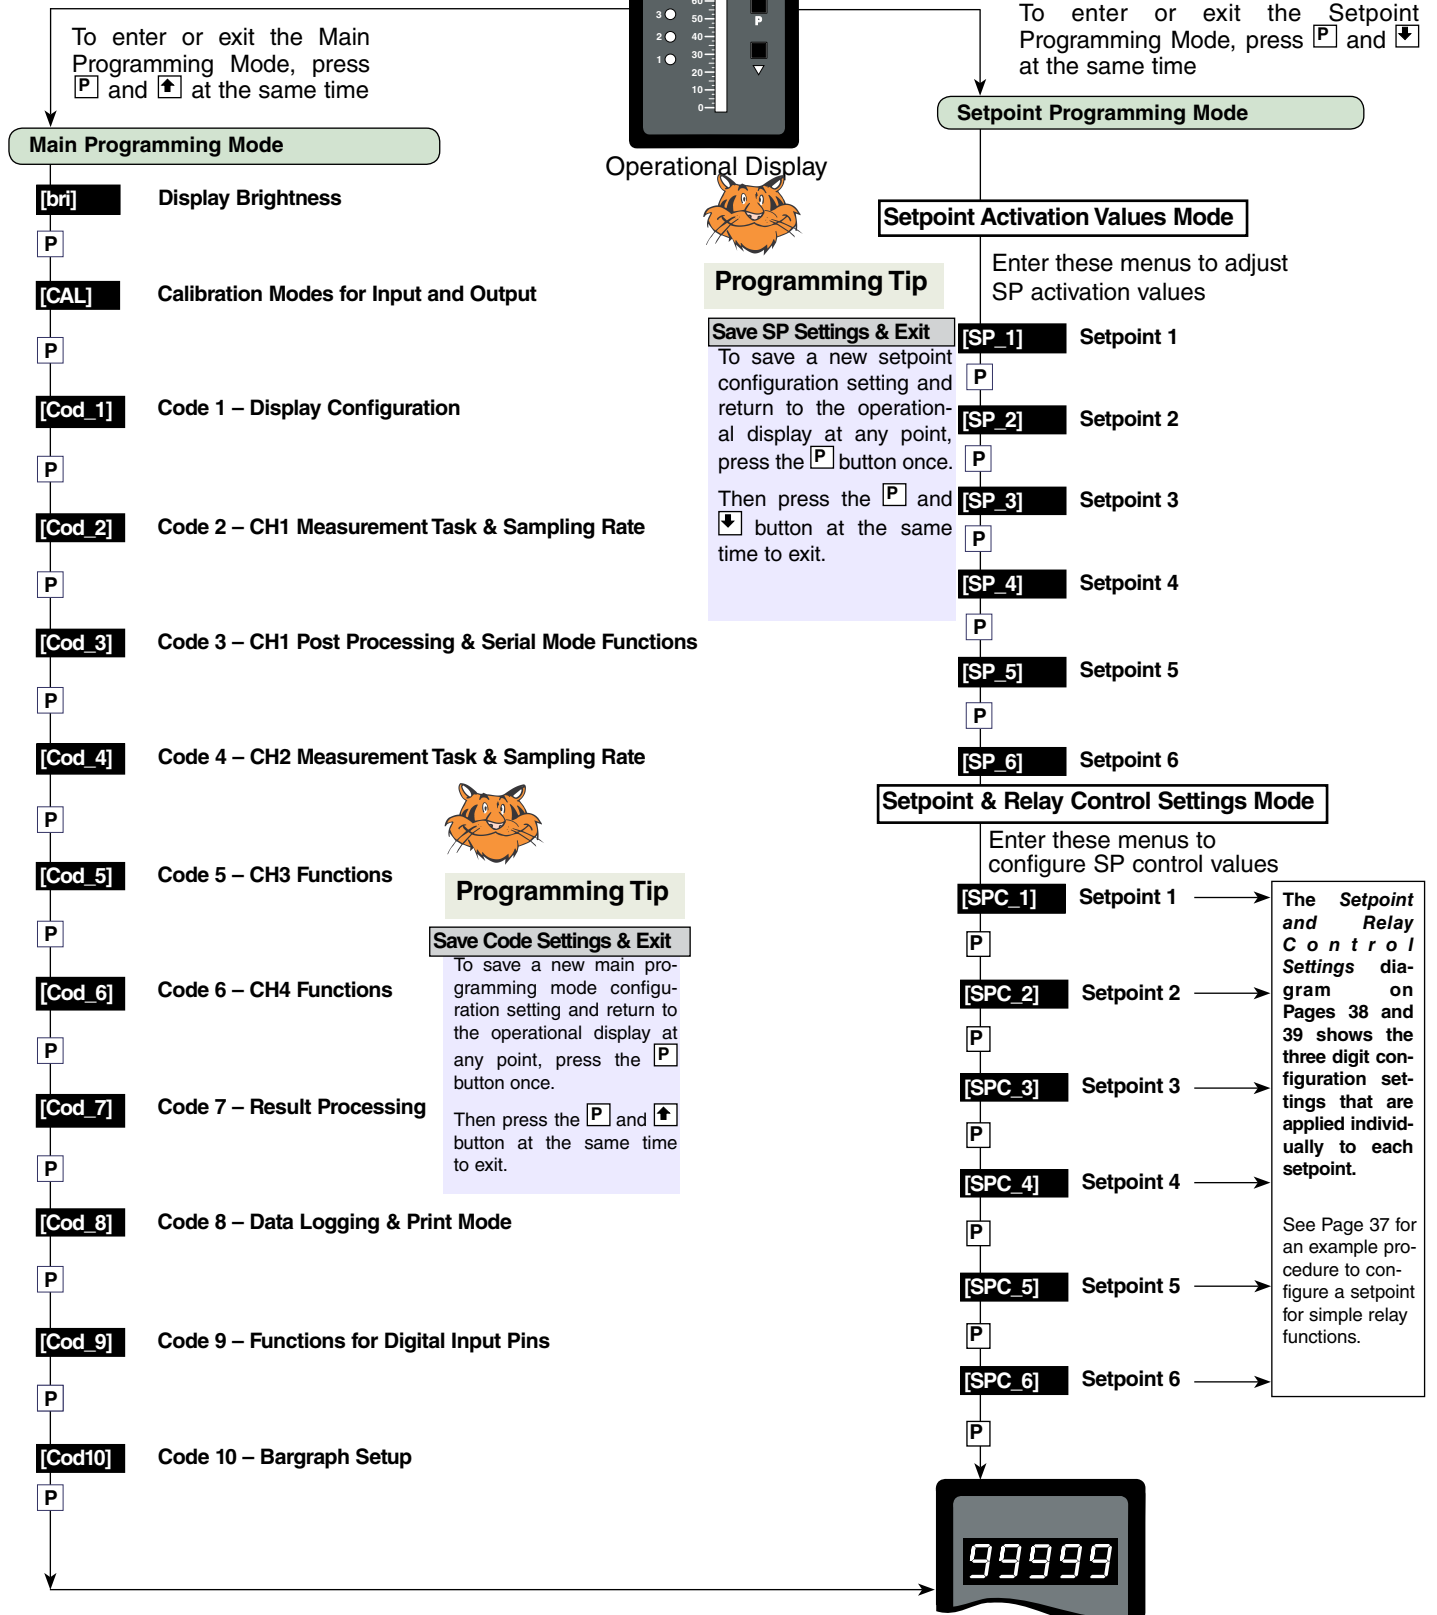 To enter or exit the Main
Programming Mode, press
P and at the same time
60
3 50
2 40
1 30
20
10
0
P
To enter or exit the Setpoint
Programming Mode, press P and
at the same time
Operational Display
Main Programming Mode
[bri] Display Brightness
P
[CAL] Calibration Modes for Input and Output
P
[Cod_1] Code 1 – Display Configuration
P
[Cod_2] Code 2 – CH1 Measurement Task & Sampling Rate
P
[Cod_3] Code 3 – CH1 Post Processing & Serial Mode Functions
P
[Cod_4] Code 4 – CH2 Measurement Task & Sampling Rate
P
[Cod_5] Code 5 – CH3 Functions
P
[Cod_6] Code 6 – CH4 Functions
P
[Cod_7] Code 7 – Result Processing
P
[Cod_8] Code 8 – Data Logging & Print Mode
P
[Cod_9] Code 9 – Functions for Digital Input Pins
P
[Cod10] Code 10 – Bargraph Setup
P
Programming Tip
Save Code Settings & Exit
To save a new main pro-
gramming mode configu-
ration setting and return to
the operational display at
any point, press the P
button once.
Then press the P and
button at the same time
to exit.
Programming Tip
Save SP Settings & Exit
To save a new setpoint
configuration setting and
return to the operation-
al display at any point,
press the P button once.
Then press the P and
button at the same
time to exit.
Setpoint Programming Mode
Setpoint Activation Values Mode
Enter these menus to adjust
SP activation values
[SP_1] Setpoint 1
P
[SP_2] Setpoint 2
P
[SP_3] Setpoint 3
P
[SP_4] Setpoint 4
P
[SP_5] Setpoint 5
P
[SP_6] Setpoint 6
Setpoint & Relay Control Settings Mode
Enter these menus to
configure SP control values
[SPC_1] Setpoint 1
P
[SPC_2] Setpoint 2
P
[SPC_3] Setpoint 3
P
[SPC_4] Setpoint 4
P
[SPC_5] Setpoint 5
P
[SPC_6] Setpoint 6
P
The Setpoint
and Relay
Control
Settings dia-
gram on
Pages 38 and
39 shows the
three digit con-
figuration set-
tings that are
applied individ-
ually to each
setpoint.
See Page 37 for
an example pro-
cedure to con-
figure a setpoint
for simple relay
functions.
99999